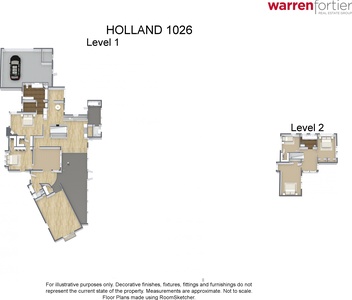 warrenfortier
REAL ESTATE GROUP
HOLLAND 1026
Level 1
Level 2
For illustrative purposes only. Decorative finishes, fixtures, fittings and furnishings do not
represent the current state of the property. Measurements are approximate. Not to scale.
Floor Plans made using RoomSketcher.